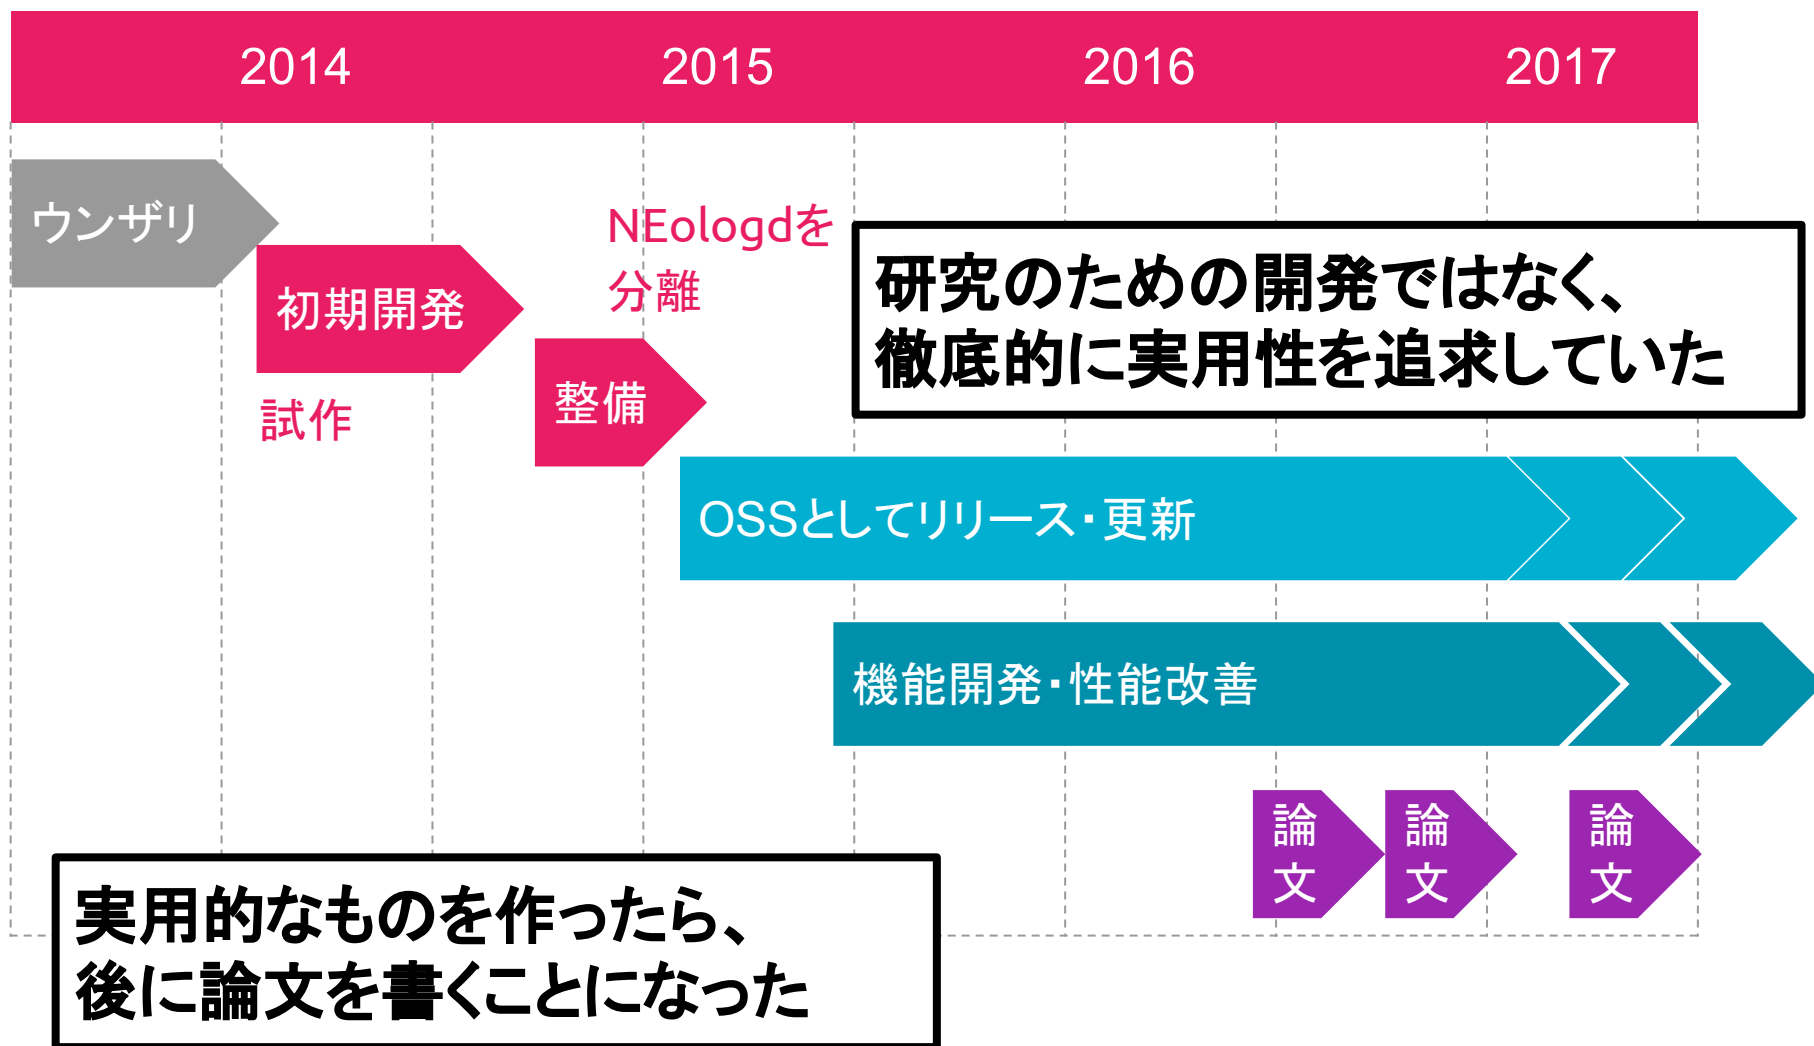 2014
2015
2016
2017
ウンザリ
初期開発
試作
整備
NEologdを
分離
研究のための開発ではなく、
徹底的に実用性を追求していた
OSSとしてリリース・更新
機能開発・性能改善
論
文
論
文
論
文
実用的なものを作ったら、
後に論文を書くことになった